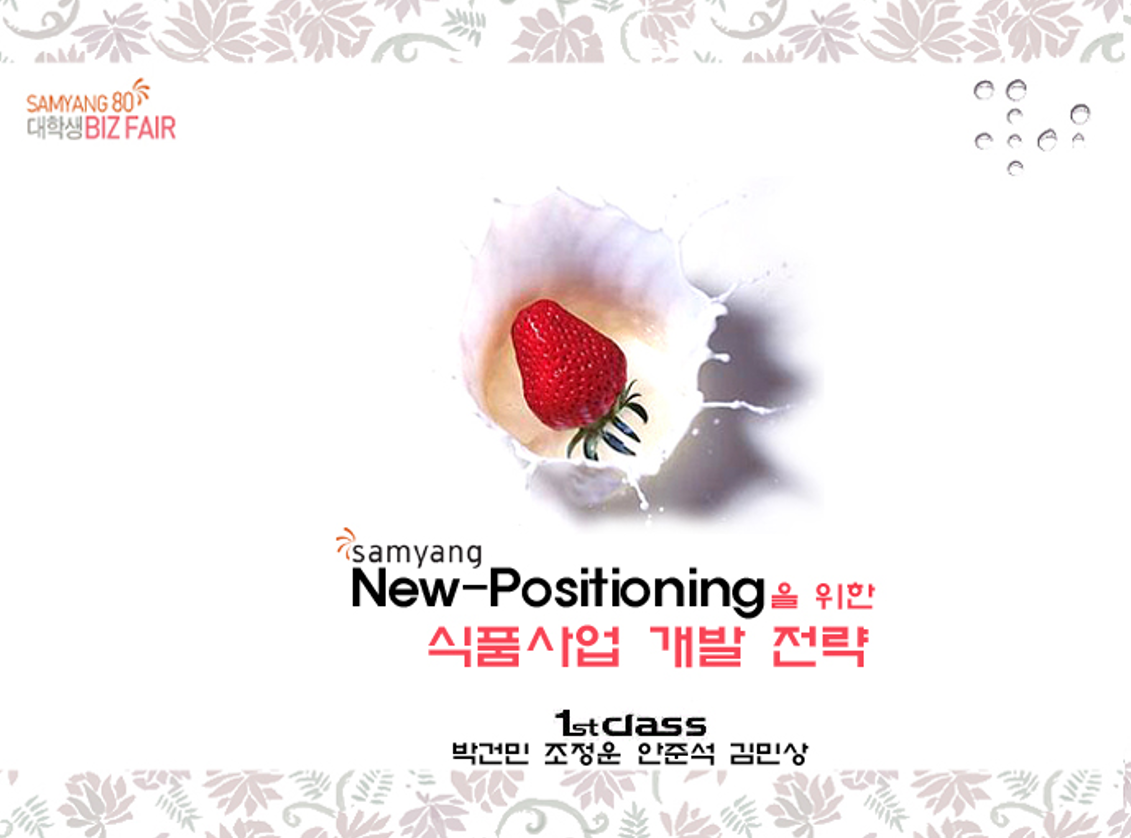 SAMYANG 80
대학생BIZ FAIR
samyang
New-Positioning을 위한
식품사업 개발 전략
1st class
박건민 조정운 안준석 김민상